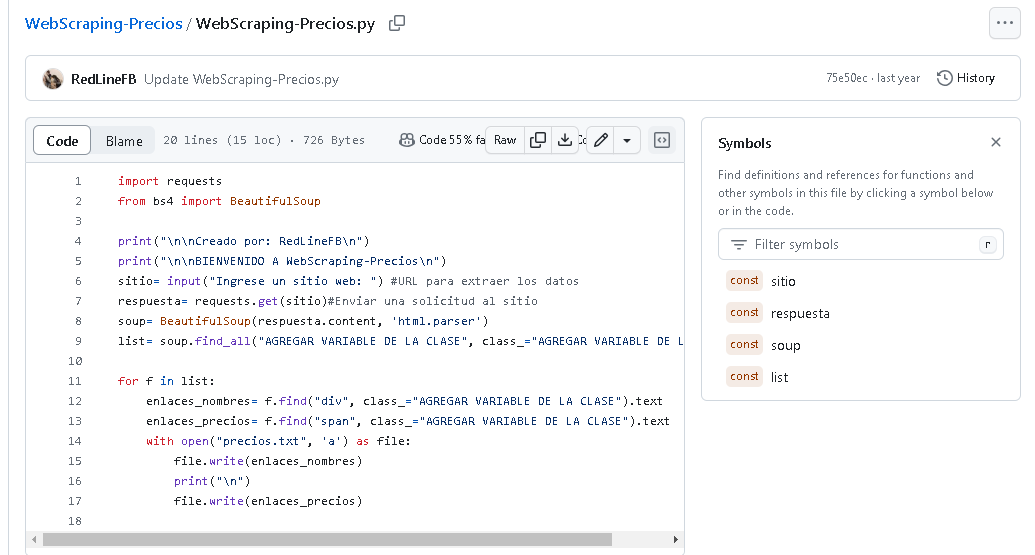 WebScraping-Precios / WebScraping-Precios.py
RedLineFB Update WebScraping-Precios.py 75e50ec · last year History
Code Blame 20 lines (15 loc) · 726 Bytes Code 55% fa Raw
1 import requests
2 from bs4 import BeautifulSoup
3
4 print("\n\nCreado por: RedLineFB\n")
5 print("\n\nBIENVENIDO A WebScraping-Precios\n")
6 sitio= input("Ingrese un sitio web: ") #URL para extraer los datos
7 respuesta= requests.get(sitio)#Enviar una solicitud al sitio
8 soup= BeautifulSoup(respuesta.content, 'html.parser')
9 list= soup.find_all("AGREGAR VARIABLE DE LA CLASE", class_="AGREGAR VARIABLE DE L
10
11 for f in list:
12     enlaces_nombres= f.find("div", class_="AGREGAR VARIABLE DE LA CLASE").text
13     enlaces_precios= f.find("span", class_="AGREGAR VARIABLE DE LA CLASE").text
14     with open("precios.txt", 'a') as file:
15         file.write(enlaces_nombres)
16         print("\n")
17         file.write(enlaces_precios)
18
Symbols
Find definitions and references for functions and
other symbols in this file by clicking a symbol below
or in the code.
Filter symbols r
const sitio
const respuesta
const soup
const list